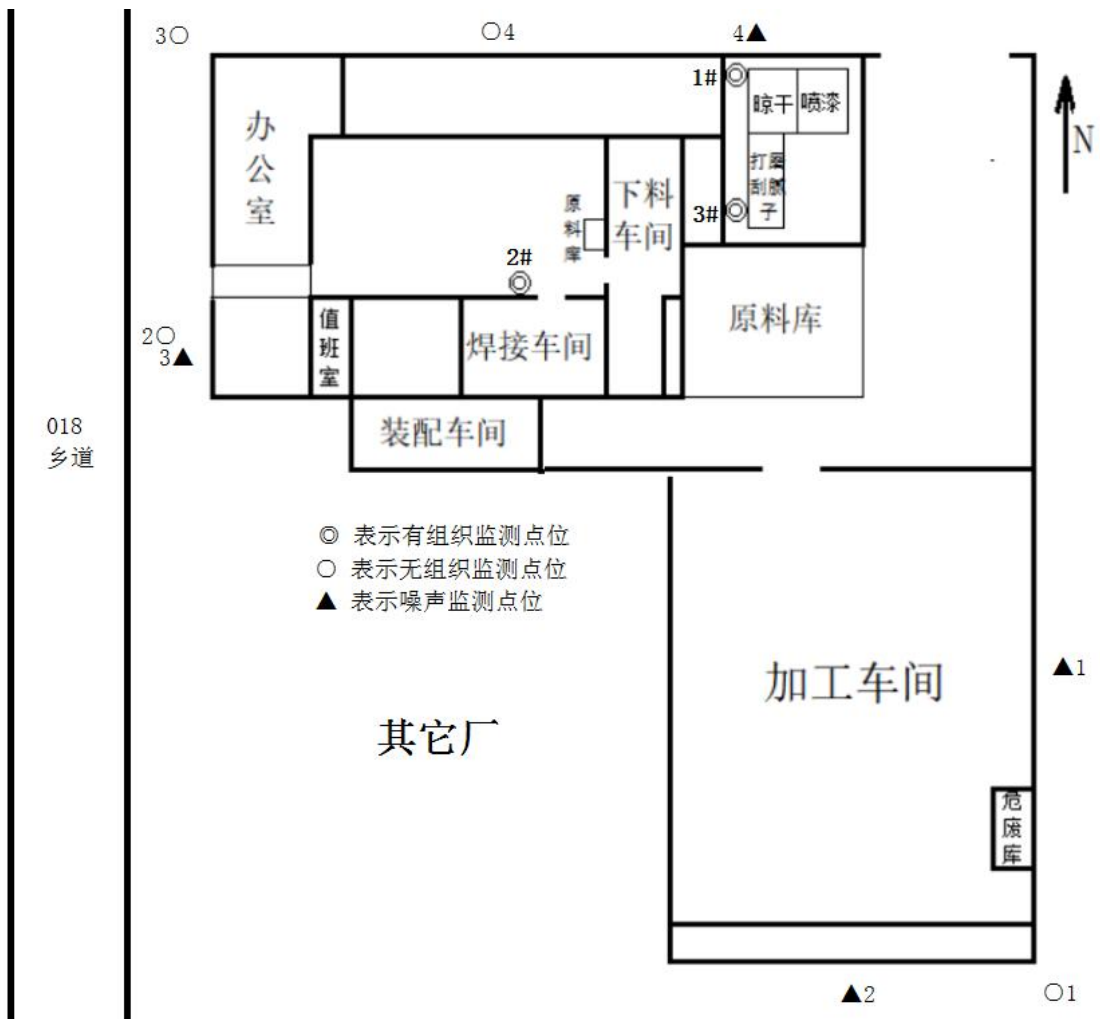 3○
○4
4▲
1#
晾干
喷漆
N
办公室
打磨
刮腻
子
下料
车间
原料库
3#
2#
原料库
2○
3▲
值班室
焊接车间
018
乡道
装配车间
◎ 表示有组织监测点位
○ 表示无组织监测点位
▲ 表示噪声监测点位
加工车间
▲1
其它厂
危废库
▲2
○1